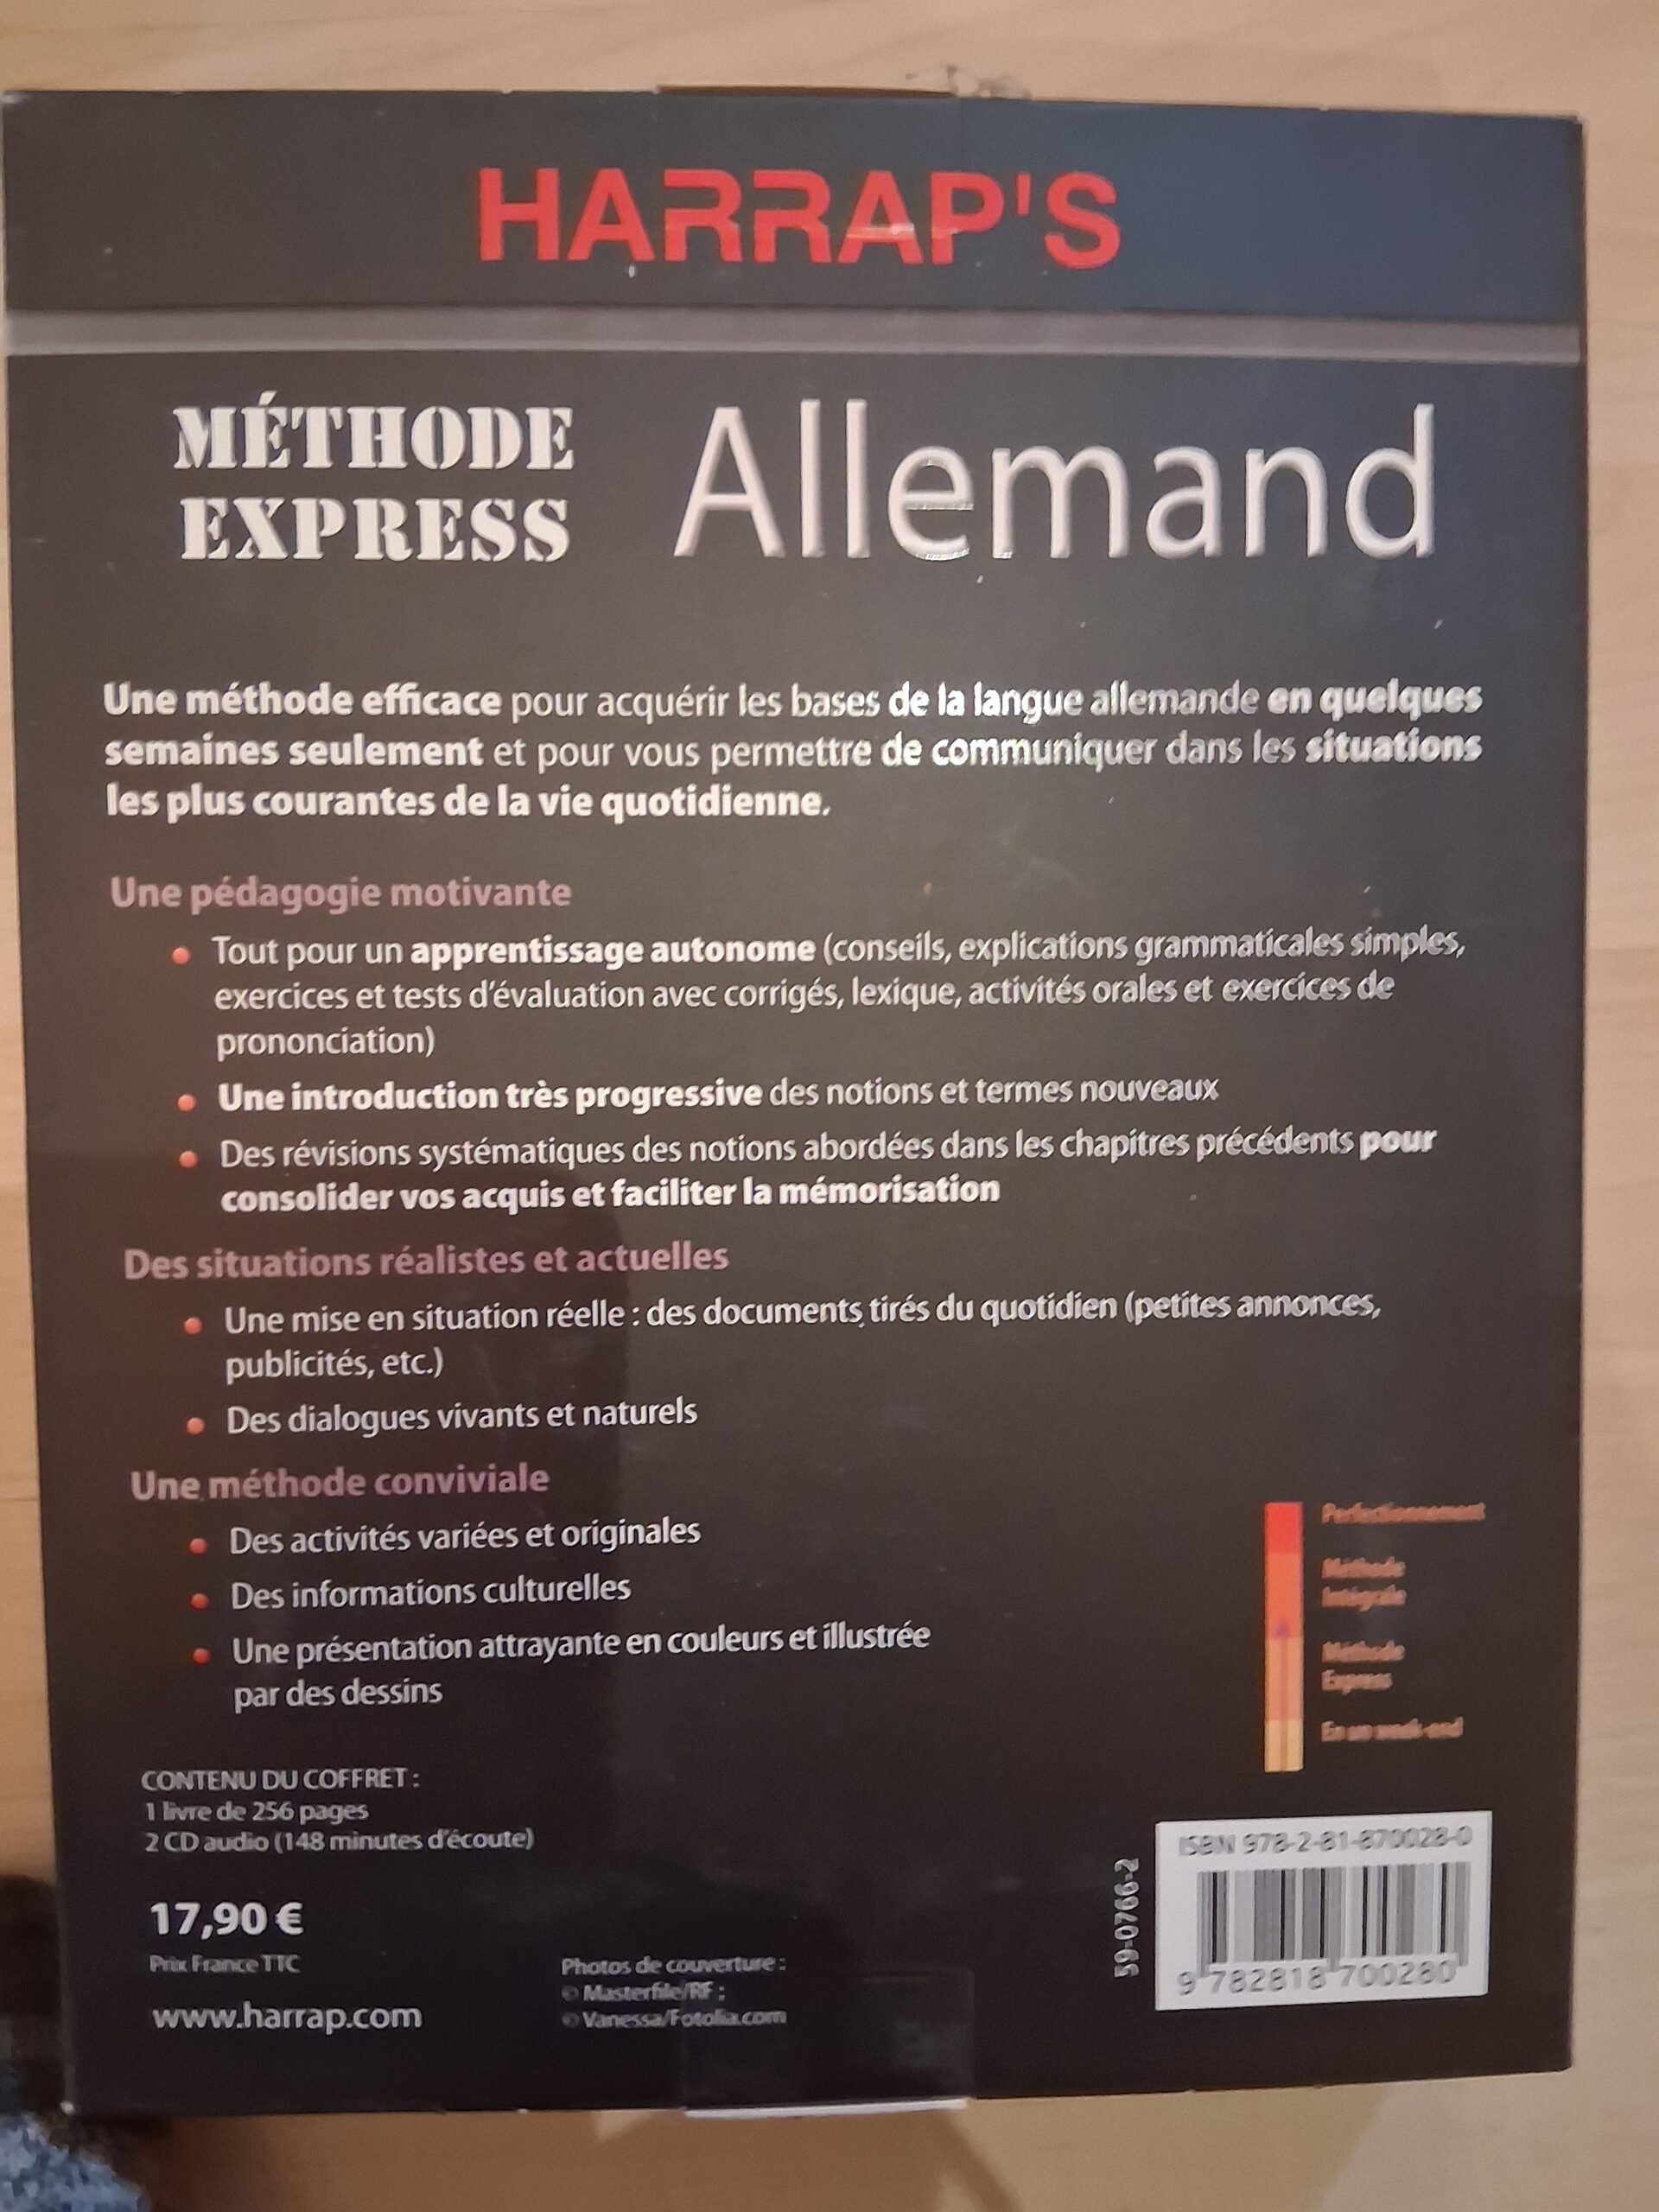 HARRAP'S
MÉTHODE
EXPRESS
Allemand
Une méthode efficace pour acquérir les bases de la langue allemande en quelques
semaines seulement et pour vous permettre de communiquer dans les situations
les plus courantes de la vie quotidienne.
Une pédagogie motivante
• Tout pour un apprentissage autonome (conseils, explications grammaticales simples,
exercices et tests d'évaluation avec corrigés, lexique, activités orales et exercices de
prononciation)
• Une introduction très progressive des notions et termes nouveaux
• Des révisions systématiques des notions abordées dans les chapitres précédents pour
consolider vos acquis et faciliter la mémorisation
Des situations réalistes et actuelles
• Une mise en situation réelle : des documents tirés du quotidien (petites annonces,
publicités, etc.)
• Des dialogues vivants et naturels
Une méthode conviviale
• Des activités variées et originales
• Des informations culturelles
• Une présentation attrayante en couleurs et illustrée
par des dessins
Perfectionnement
Méthode
Intégrale
Méthode
Express
En un week-end
CONTENU DU COFFRET :
1 livre de 256 pages
2 CD audio (148 minutes d'écoute)
17,90 €
Prix France TTC
www.harrap.com
Photos de couverture :
© Masterfile/RF ;
© Vanessa/Fotolia.com
59-0766-2
ISBN 978-2-81-870028-0
9 782818 700280